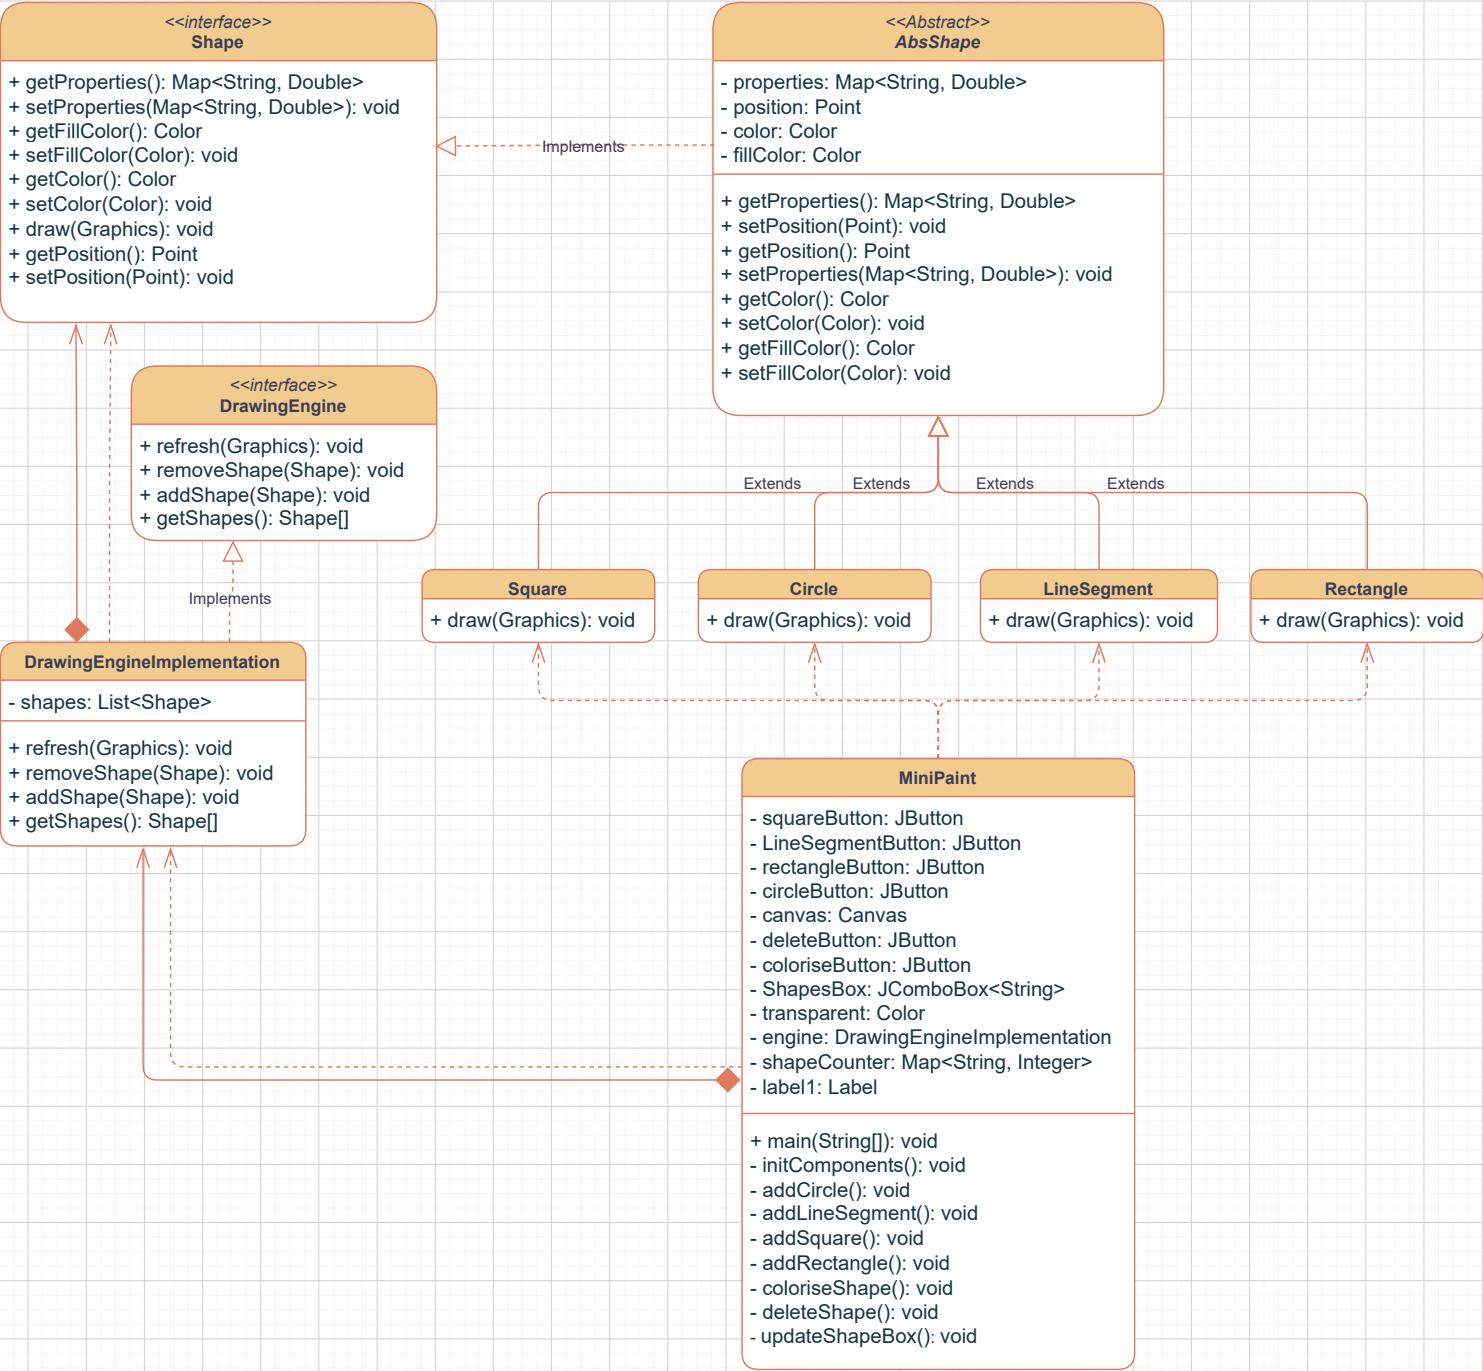 <<interface>>
Shape
+ getProperties(): Map<String, Double>
+ setProperties(Map<String, Double>): void
+ getFillColor(): Color
+ setFillColor(Color): void
+ getColor(): Color
+ setColor(Color): void
+ draw(Graphics): void
+ getPosition(): Point
+ setPosition(Point): void
Implements
<<Abstract>>
AbsShape
- properties: Map<String, Double>
- position: Point
- color: Color
- fillColor: Color
+ getProperties(): Map<String, Double>
+ setPosition(Point): void
+ getPosition(): Point
+ setProperties(Map<String, Double>): void
+ getColor(): Color
+ setColor(Color): void
+ getFillColor(): Color
+ setFillColor(Color): void
<<interface>>
DrawingEngine
+ refresh(Graphics): void
+ removeShape(Shape): void
+ addShape(Shape): void
+ getShapes(): Shape[]
Implements
Extends
Extends
Extends
Extends
Square
+ draw(Graphics): void
Circle
+ draw(Graphics): void
LineSegment
+ draw(Graphics): void
Rectangle
+ draw(Graphics): void
DrawingEngineImplementation
- shapes: List<Shape>
+ refresh(Graphics): void
+ removeShape(Shape): void
+ addShape(Shape): void
+ getShapes(): Shape[]
MiniPaint
- squareButton: JButton
- LineSegmentButton: JButton
- rectangleButton: JButton
- circleButton: JButton
- canvas: Canvas
- deleteButton: JButton
- coloriseButton: JButton
- ShapesBox: JComboBox<String>
- transparent: Color
- engine: DrawingEngineImplementation
- shapeCounter: Map<String, Integer>
- label1: Label
+ main(String[]): void
- initComponents(): void
- addCircle(): void
- addLineSegment(): void
- addSquare(): void
- addRectangle(): void
- coloriseShape(): void
- deleteShape(): void
- updateShapeBox(): void